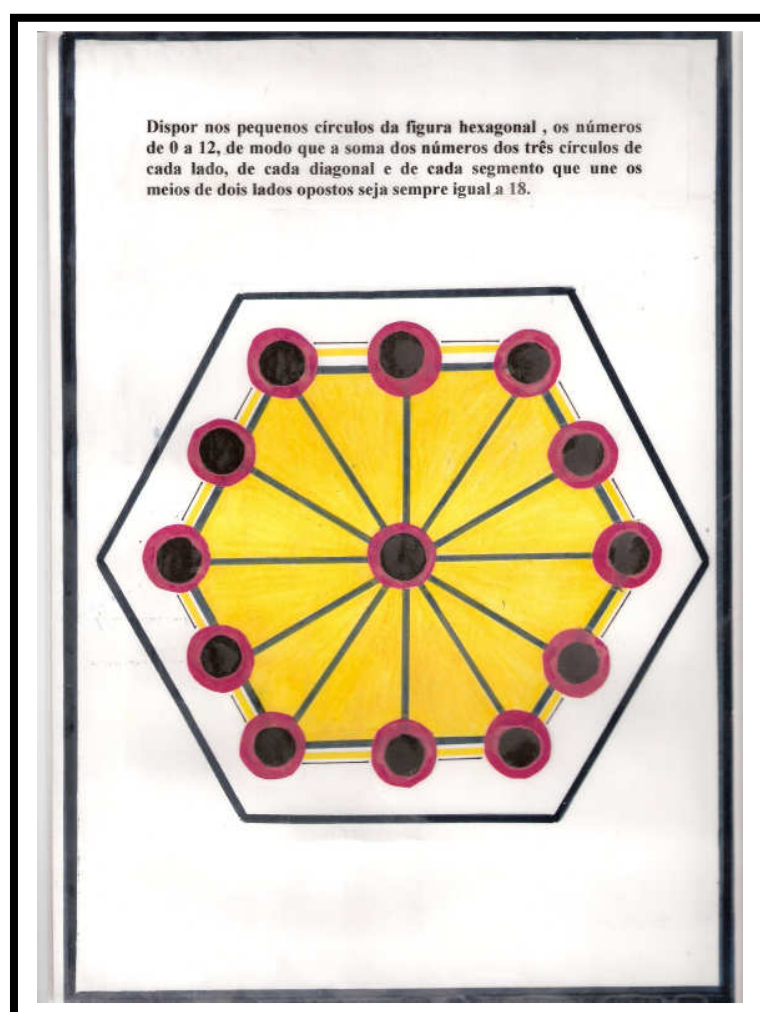 Dispor nos pequenos círculos da figura hexagonal , os números
de 0 a 12, de modo que a soma dos números dos três círculos de
cada lado, de cada diagonal e de cada segmento que une os
meios de dois lados opostos seja sempre igual a 18.